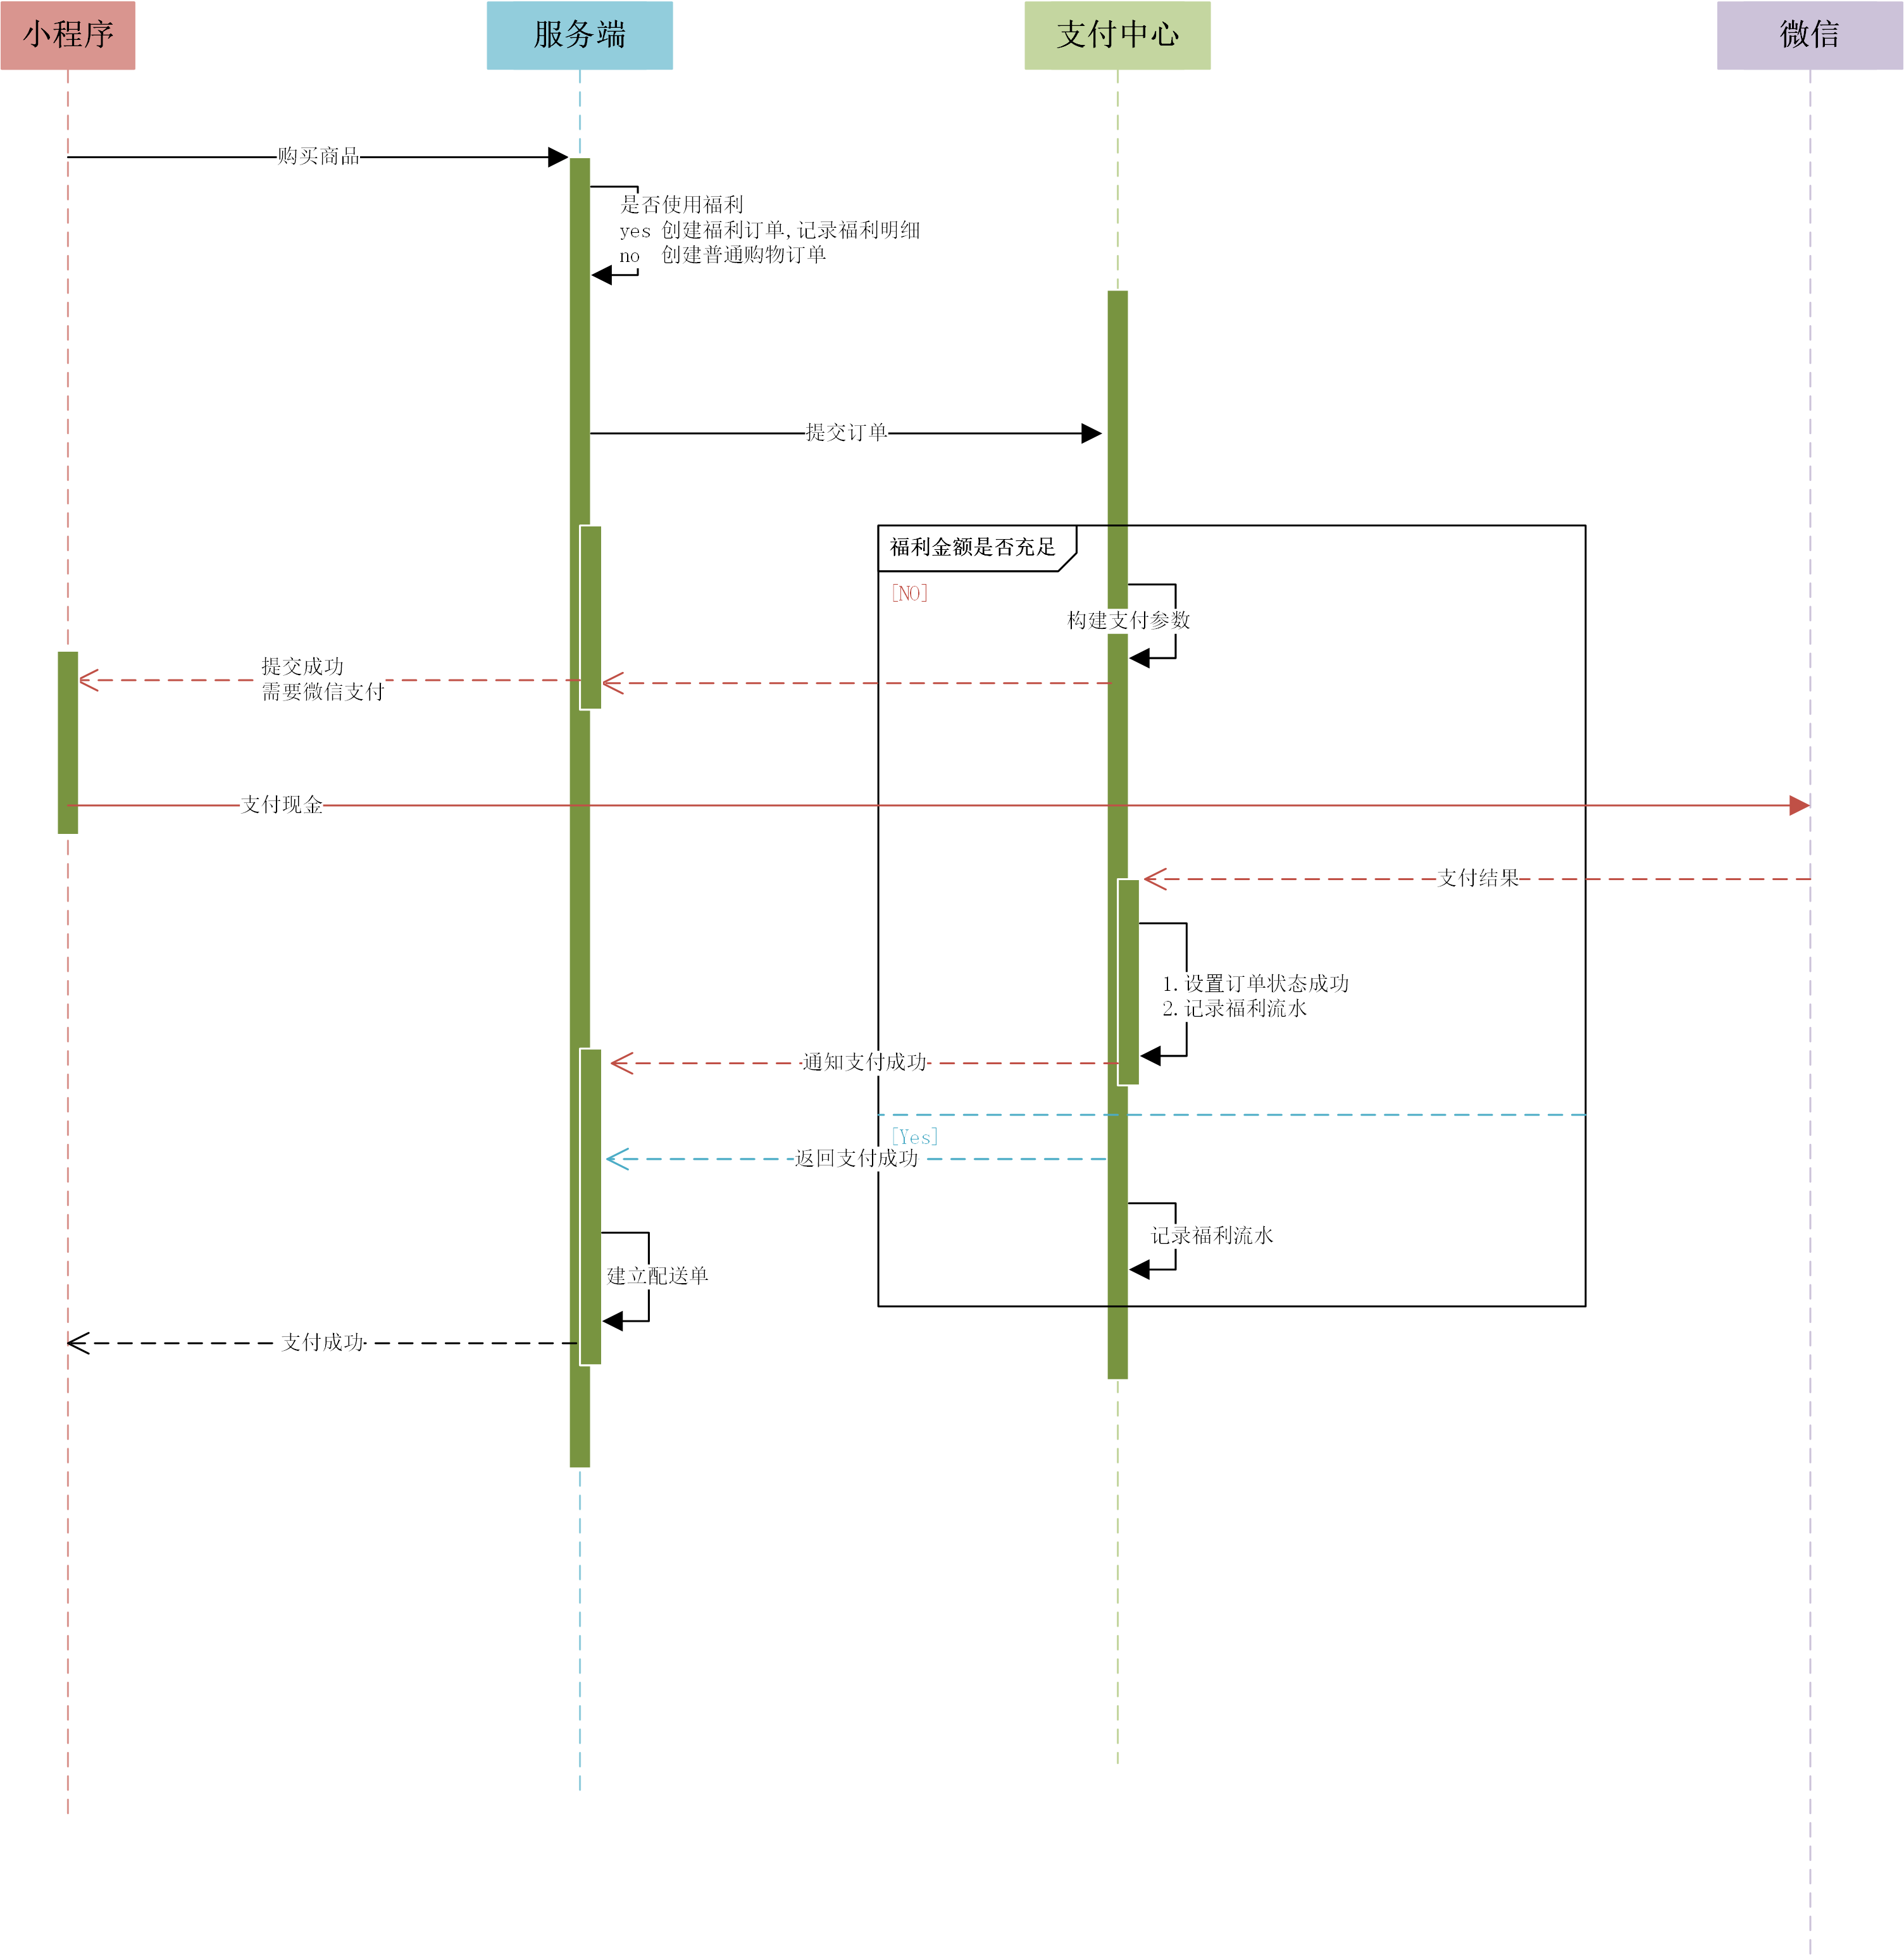 小程序
服务端
支付中心
微信
购买商品
是否使用福利
yes 创建福利订单,记录福利明细
no 创建普通购物订单
提交订单
福利金额是否充足
[NO]
构建支付参数
提交成功
需要微信支付
支付现金
支付结果
1.设置订单状态成功
2.记录福利流水
通知支付成功
[Yes]
返回支付成功
记录福利流水
建立配送单
支付成功